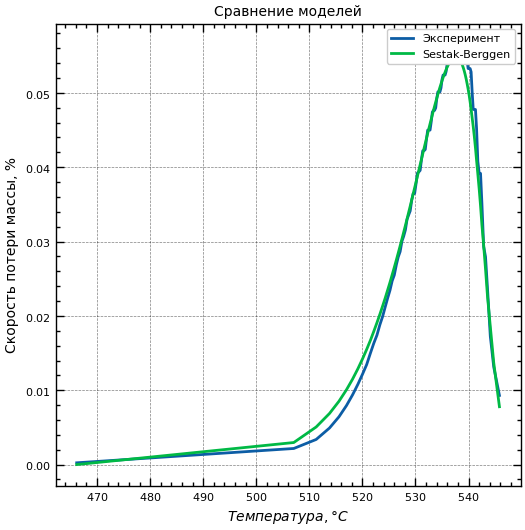 Сравнение моделей
Эксперимент
Sestak-Berggen
Скорость потери массы, %
0.05
0.04
0.03
0.02
0.01
0.00
470 480 490 500 510 520 530 540
Температура, °C